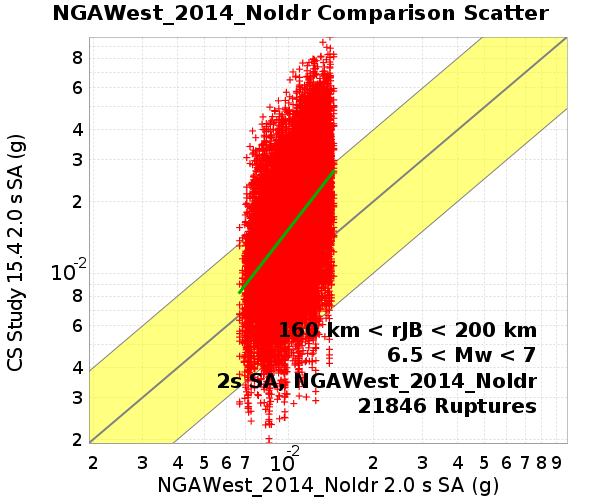 NGAWest_2014_NoIdr Comparison Scatter
CS Study 15.4 2.0 s SA (g)
8
6
4
3
2
10-2
8
6
4
3
2
160 km < rJB < 200 km
6.5 < Mw < 7
2s SA, NGAWest_2014_NoIdr
21846 Ruptures
2 3 4 5 6 7 10-2 2 3 4 5 6 7 8 9
NGAWest_2014_NoIdr 2.0 s SA (g)